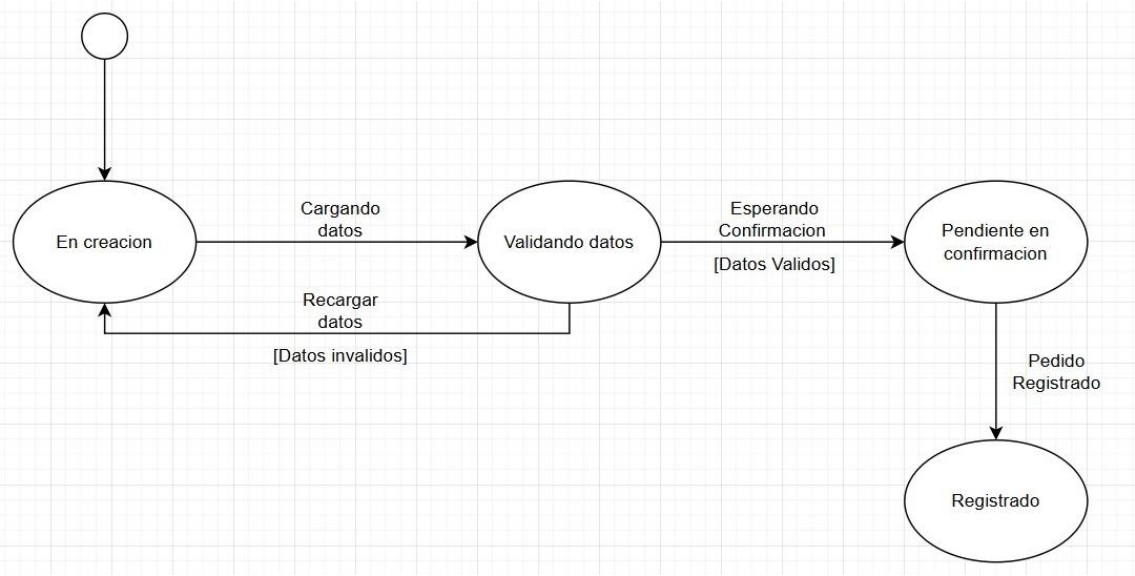 En creacion
Cargando
datos
Validando datos
Esperando
Confirmacion
[Datos Validos]
Pendiente en
confirmacion
Recargar
datos
[Datos invalidos]
Pedido
Registrado
Registrado